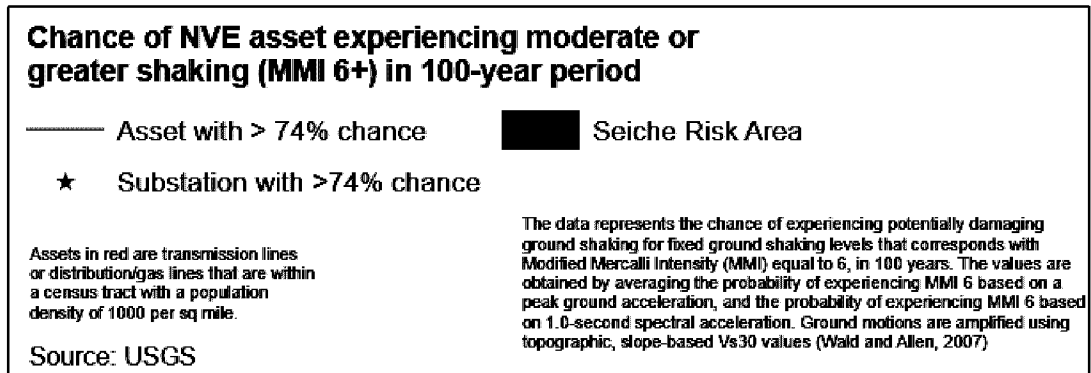 Chance of NVE asset experiencing moderate or
greater shaking (MMI 6+) in 100-year period
Asset with > 74% chance
Seiche Risk Area
Substation with >74% chance
Assets in red are transmission lines
or distribution/gas lines that are within
a census tract with a population
density of 1000 per sq mile.
Source: USGS
The data represents the chance of experiencing potentially damaging
ground shaking for fixed ground shaking levels that corresponds with
Modified Mercalli Intensity (MMI) equal to 6, in 100 years. The values are
obtained by averaging the probability of experiencing MMI 6 based on a
peak ground acceleration, and the probability of experiencing MMI 6 based
on 1.0-second spectral acceleration. Ground motions are amplified using
topographic, slope-based Vs30 values (Wald and Allen, 2007)